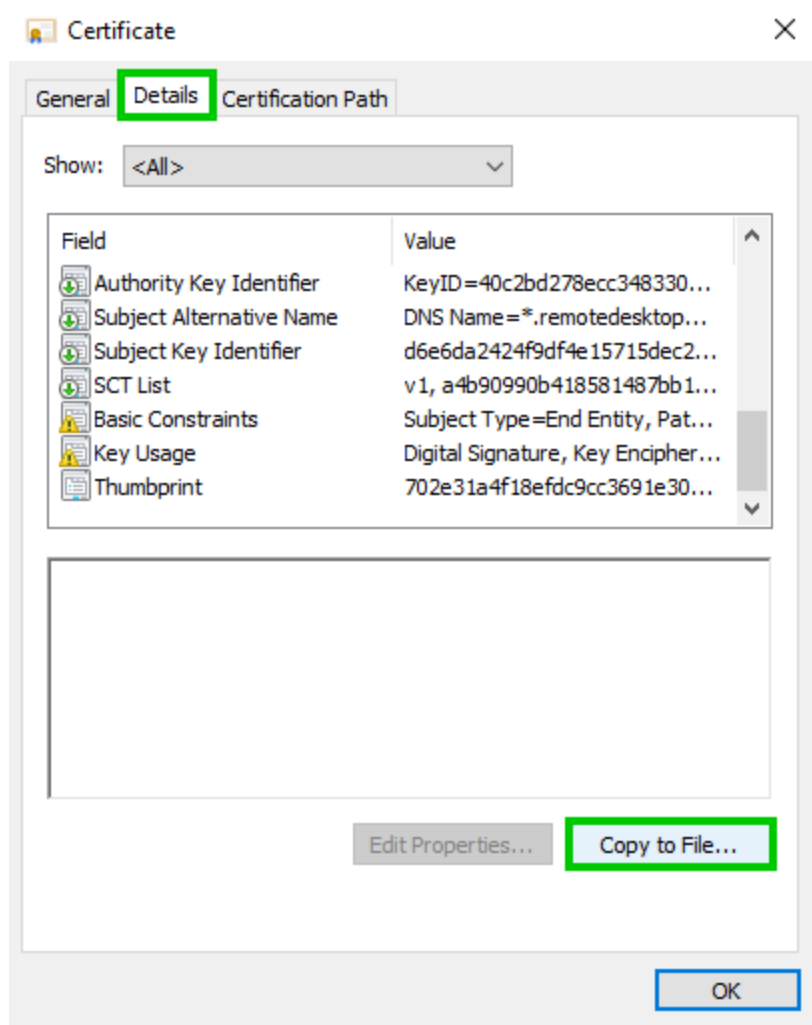 Certificate
General Details Certification Path
Show: <All>
Field Value
Authority Key Identifier KeyID=40c2bd278ecc348330...
Subject Alternative Name DNS Name=*.remotedesktop...
Subject Key Identifier d6e6da2424f9df4e15715dec2...
SCT List v1, a4b90990b418581487bb1...
Basic Constraints Subject Type=End Entity, Pat...
Key Usage Digital Signature, Key Encipher...
Thumbprint 702e31a4f18efdc9cc3691e30...
Edit Properties... Copy to File...
OK